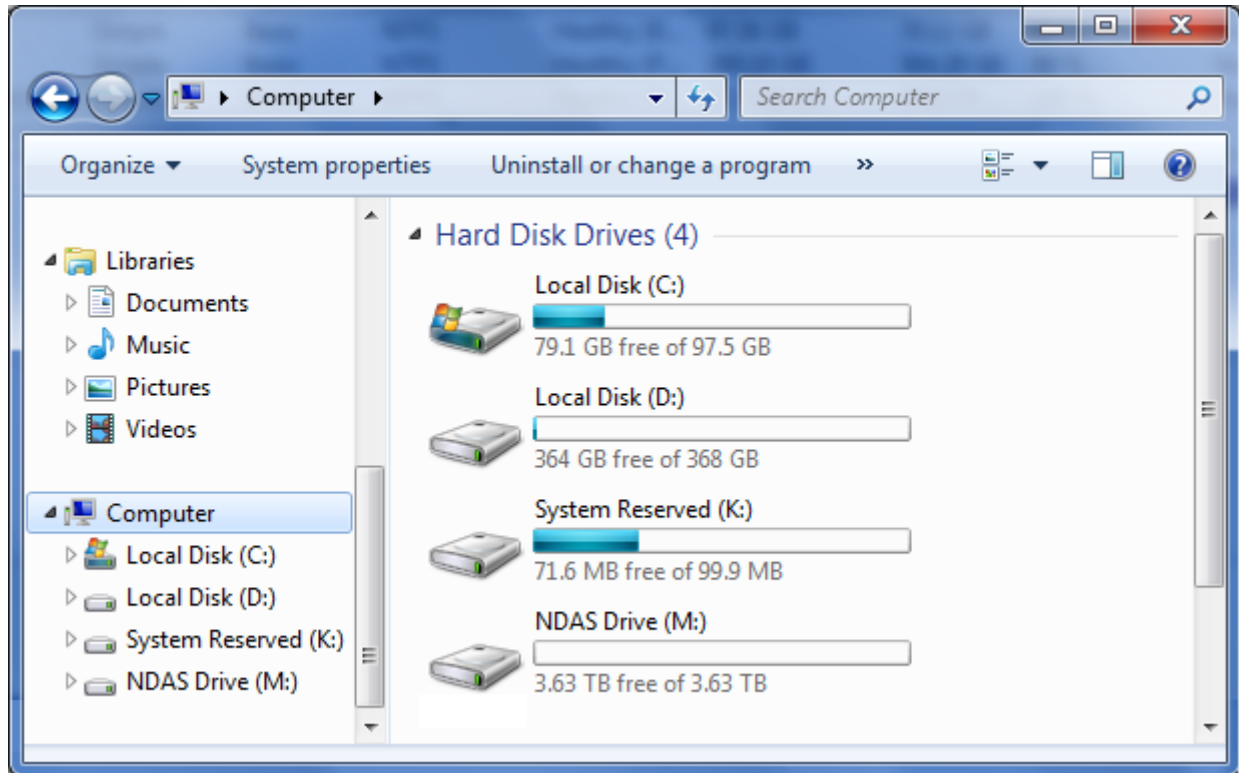 Computer
Search Computer
Organize System properties Uninstall or change a program »
Libraries
Documents
Music
Pictures
Videos
Computer
Local Disk (C:)
Local Disk (D:)
System Reserved (K:)
NDAS Drive (M:)
Hard Disk Drives (4)
Local Disk (C:)
79.1 GB free of 97.5 GB
Local Disk (D:)
364 GB free of 368 GB
System Reserved (K:)
71.6 MB free of 99.9 MB
NDAS Drive (M:)
3.63 TB free of 3.63 TB